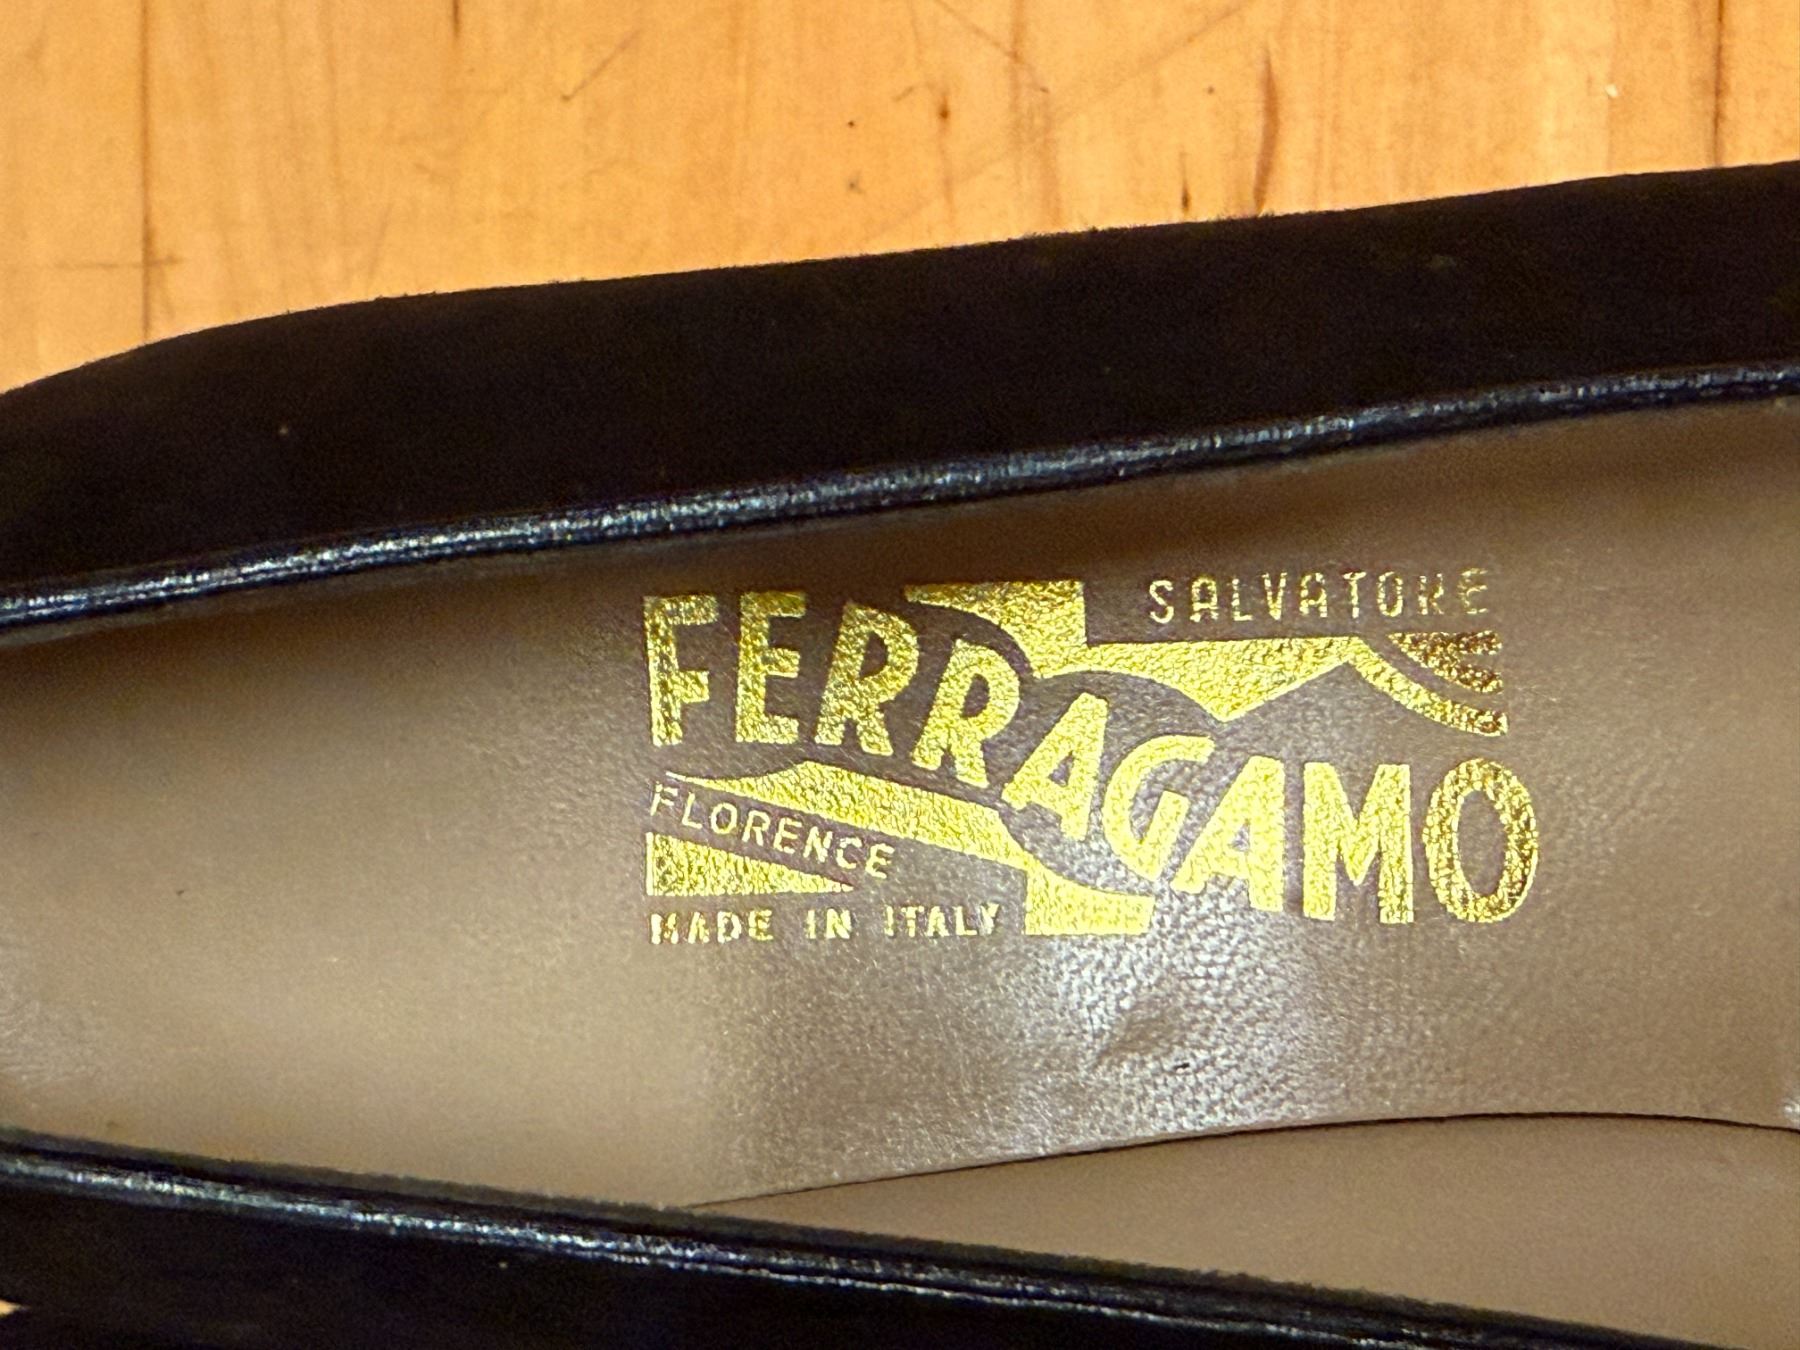 SALVATORE
FERRAGAMO
FLORENCE
MADE IN ITALY